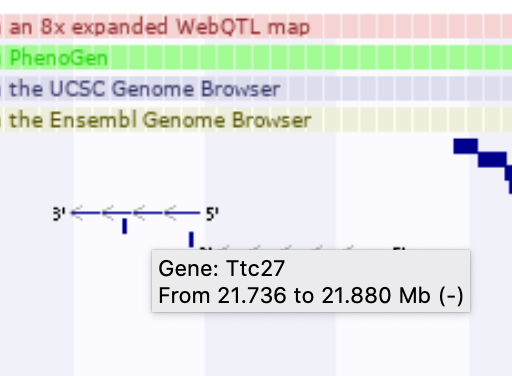 an 8x expanded WebQTL map
PhenoGen
the UCSC Genome Browser
the Ensembl Genome Browser
3' 5'
Gene: Ttc27
From 21.736 to 21.880 Mb (-)